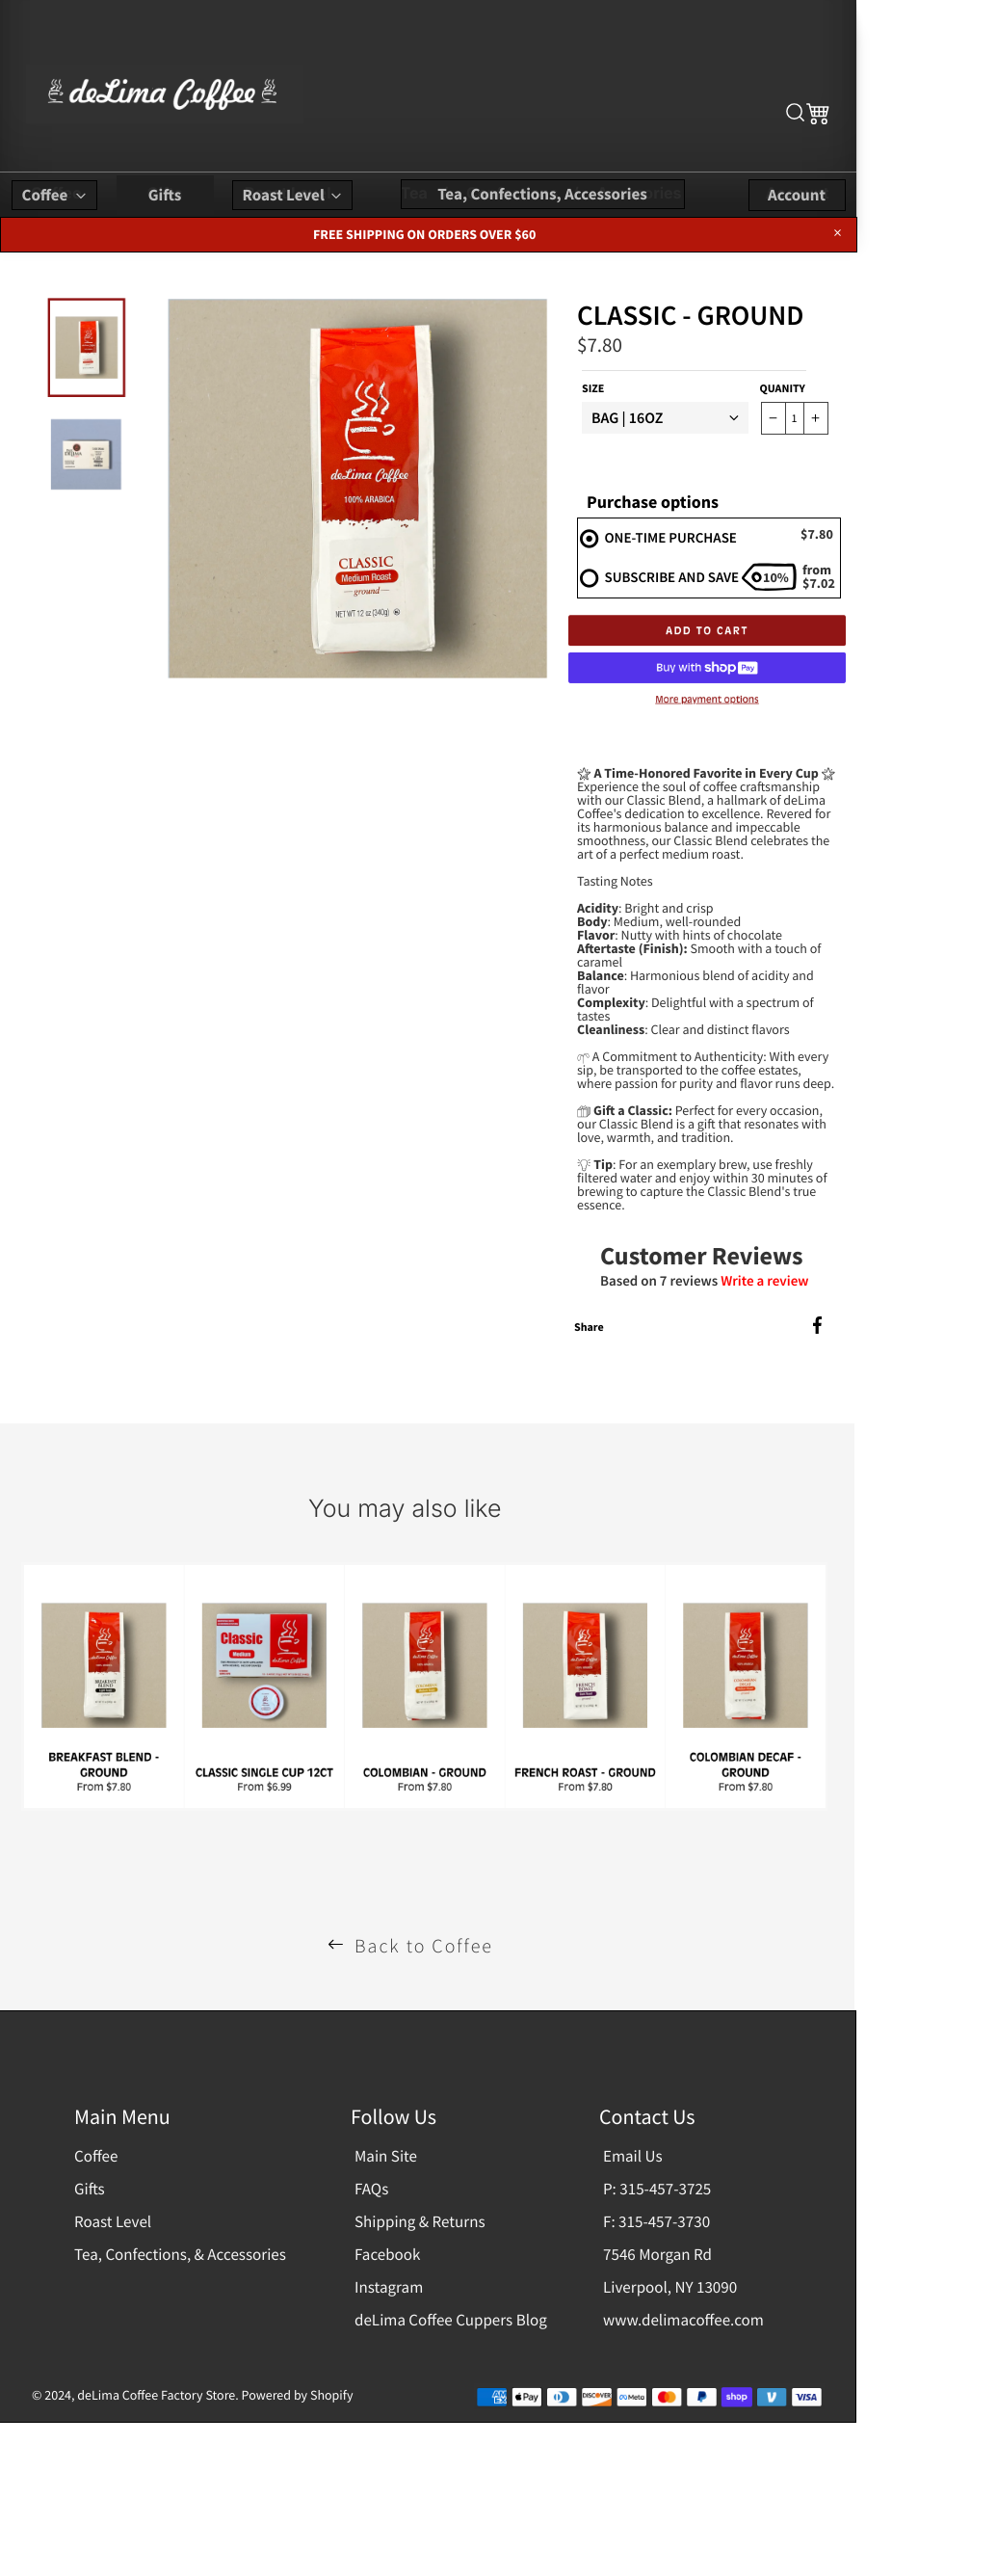 deLima Coffee
Coffee
Gifts
Roast Level
Tea, Confections, Accessories
Account
FREE SHIPPING ON ORDERS OVER $60
CLASSIC - GROUND
$7.80
SIZE
QUANITY
BAG | 16OZ
− 1 +
deLima Coffee
100% ARABICA
CLASSIC
Medium Roast
ground
NET WT 12 oz (340g)
Purchase options
ONE-TIME PURCHASE
$7.80
SUBSCRIBE AND SAVE
10%
from
$7.02
ADD TO CART
Buy with shop Pay
More payment options
A Time-Honored Favorite in Every Cup
Experience the soul of coffee craftsmanship
with our Classic Blend, a hallmark of deLima
Coffee's dedication to excellence. Revered for
its harmonious balance and impeccable
smoothness, our Classic Blend celebrates the
art of a perfect medium roast.
Tasting Notes
Acidity: Bright and crisp
Body: Medium, well-rounded
Flavor: Nutty with hints of chocolate
Aftertaste (Finish): Smooth with a touch of
caramel
Balance: Harmonious blend of acidity and
flavor
Complexity: Delightful with a spectrum of
tastes
Cleanliness: Clear and distinct flavors
A Commitment to Authenticity: With every
sip, be transported to the coffee estates,
where passion for purity and flavor runs deep.
Gift a Classic: Perfect for every occasion,
our Classic Blend is a gift that resonates with
love, warmth, and tradition.
Tip: For an exemplary brew, use freshly
filtered water and enjoy within 30 minutes of
brewing to capture the Classic Blend's true
essence.
Customer Reviews
Based on 7 reviews Write a review
Share
You may also like
BREAKFAST
BLEND
Classic
Medium
FRENCH
ROAST
BREAKFAST BLEND -
GROUND
From $7.80
CLASSIC SINGLE CUP 12CT
From $6.99
COLOMBIAN - GROUND
From $7.80
FRENCH ROAST - GROUND
From $7.80
COLOMBIAN DECAF -
GROUND
From $7.80
Back to Coffee
Main Menu
Coffee
Gifts
Roast Level
Tea, Confections, & Accessories
Follow Us
Main Site
FAQs
Shipping & Returns
Facebook
Instagram
deLima Coffee Cuppers Blog
Contact Us
Email Us
P: 315-457-3725
F: 315-457-3730
7546 Morgan Rd
Liverpool, NY 13090
www.delimacoffee.com
© 2024, deLima Coffee Factory Store. Powered by Shopify
AMEX
Pay
DISCOVER
Meta
shop
VISA